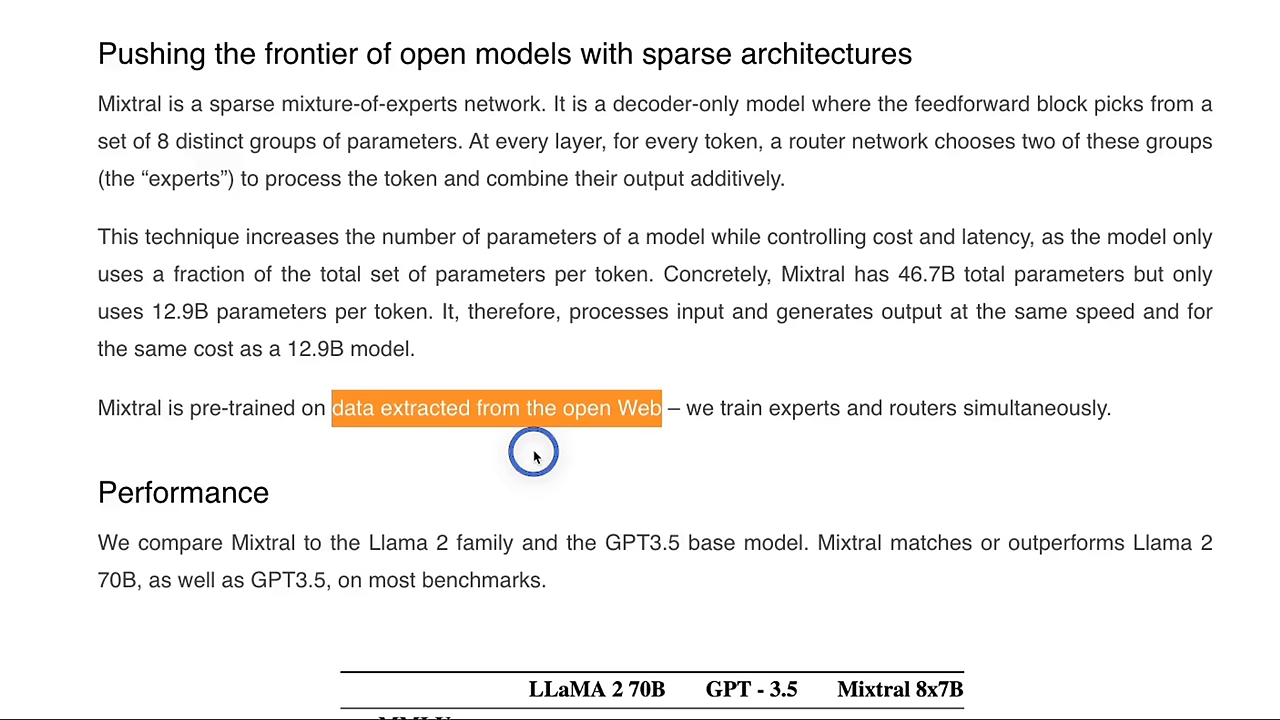 Pushing the frontier of open models with sparse architectures
Mixtral is a sparse mixture-of-experts network. It is a decoder-only model where the feedforward block picks from a
set of 8 distinct groups of parameters. At every layer, for every token, a router network chooses two of these groups
(the “experts”) to process the token and combine their output additively.
This technique increases the number of parameters of a model while controlling cost and latency, as the model only
uses a fraction of the total set of parameters per token. Concretely, Mixtral has 46.7B total parameters but only
uses 12.9B parameters per token. It, therefore, processes input and generates output at the same speed and for
the same cost as a 12.9B model.
Mixtral is pre-trained on data extracted from the open Web – we train experts and routers simultaneously.
Performance
We compare Mixtral to the Llama 2 family and the GPT3.5 base model. Mixtral matches or outperforms Llama 2
70B, as well as GPT3.5, on most benchmarks.
LLaMA 2 70B GPT - 3.5 Mixtral 8x7B